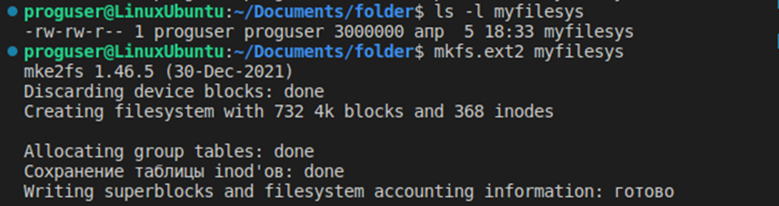 proguser@LinuxUbuntu:~/Documents/folder$ ls -l myfilesys
-rw-rw-r-- 1 proguser proguser 3000000 апр  5 18:33 myfilesys
proguser@LinuxUbuntu:~/Documents/folder$ mkfs.ext2 myfilesys
mke2fs 1.46.5 (30-Dec-2021)
Discarding device blocks: done
Creating filesystem with 732 4k blocks and 368 inodes

Allocating group tables: done
Сохранение таблицы inod'ов: done
Writing superblocks and filesystem accounting information: готово